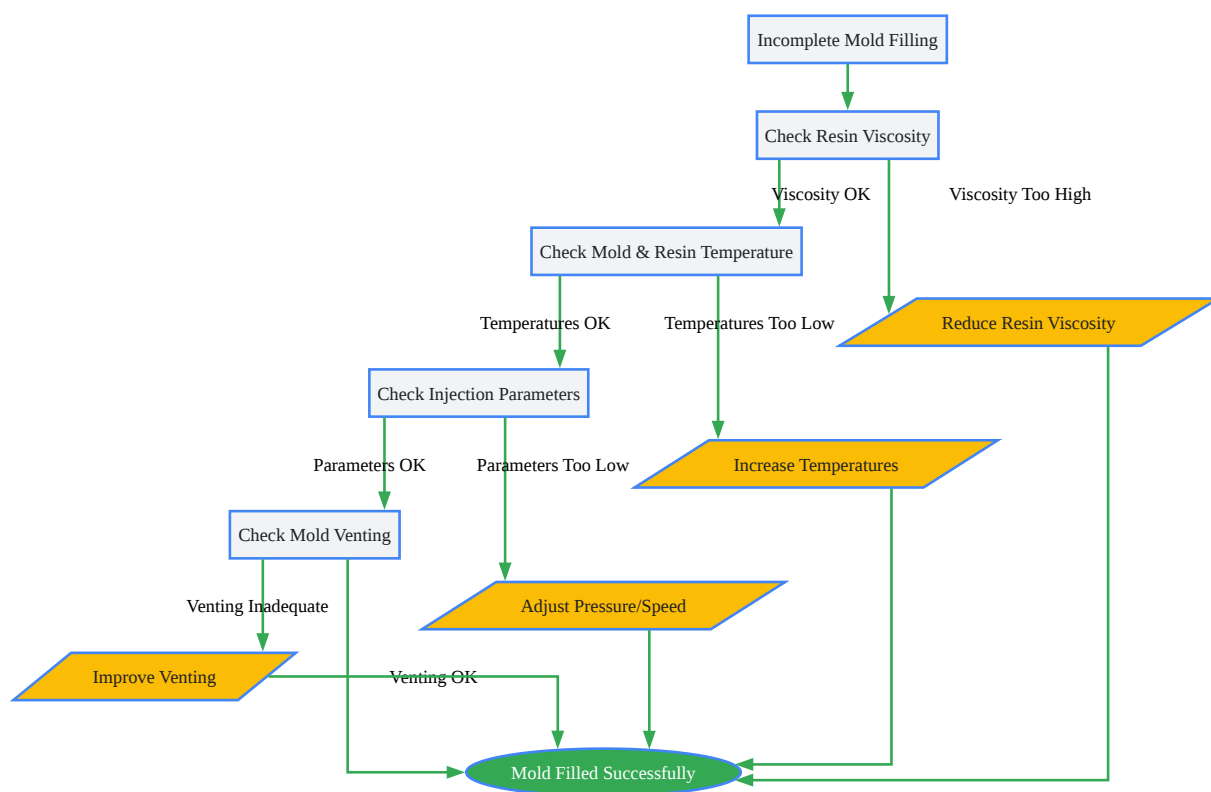 Incomplete Mold Filling
Check Resin Viscosity
Viscosity OK
Viscosity Too High
Check Mold & Resin Temperature
Temperatures OK
Temperatures Too Low
Reduce Resin Viscosity
Check Injection Parameters
Parameters OK
Parameters Too Low
Increase Temperatures
Check Mold Venting
Venting Inadequate
Adjust Pressure/Speed
Improve Venting
Venting OK
Mold Filled Successfully